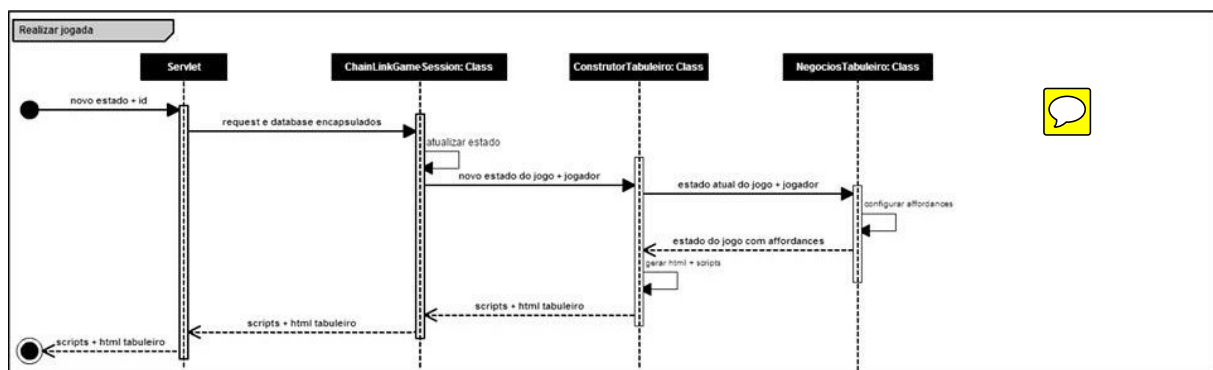 Realizar jogada
Servlet
ChainLinkGameSession: Class
ConstrutorTabuleiro: Class
NegociosTabuleiro: Class
novo estado + id
request e database encapsulados
atualizar estado
novo estado do jogo + jogador
estado atual do jogo + jogador
configurar affordances
estado do jogo com affordances
gerar html + scripts
scripts + html tabuleiro
scripts + html tabuleiro
scripts + html tabuleiro